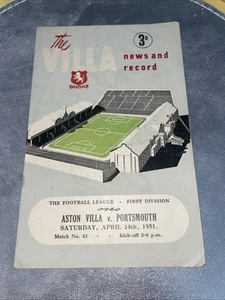 The
VILLA
3d
news and
record
THE FOOTBALL LEAGUE - FIRST DIVISION
ASTON VILLA v. PORTSMOUTH
SATURDAY, APRIL 14th, 1951.
Match No. 42 - - Kick-off 3-0 p.m.